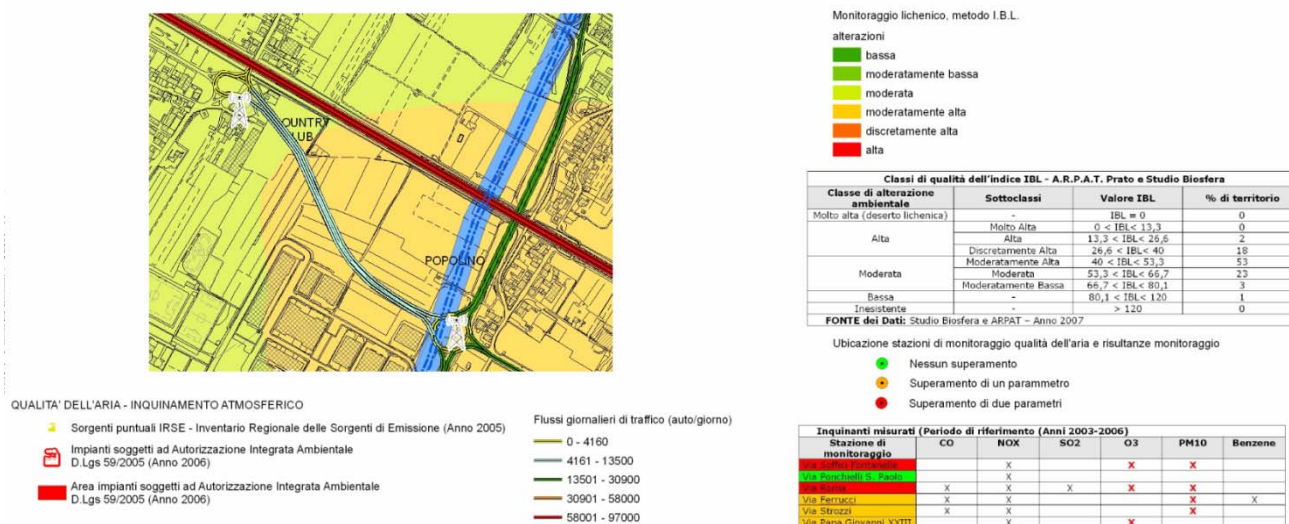 OUNTRY
LUB
POPOLINO
QUALITA' DELL'ARIA - INQUINAMENTO ATMOSFERICO
Sorgenti puntuali IRSE - Inventario Regionale delle Sorgenti di Emissione (Anno 2005)
Impianti soggetti ad Autorizzazione Integrata Ambientale
D.Lgs 59/2005 (Anno 2006)
Area impianti soggetti ad Autorizzazione Integrata Ambientale
D.Lgs 59/2005 (Anno 2006)
Flussi giornalieri di traffico (auto/giorno)
0 - 4160
4161 - 13500
13501 - 30900
30901 - 58000
58001 - 97000
Monitoraggio lichenico, metodo I.B.L.
alterazioni
bassa
moderatamente bassa
moderata
moderatamente alta
discretamente alta
alta
Classi di qualità dell'indice IBL - A.R.P.A.T. Prato e Studio Biosfera
Classe di alterazione ambientale Sottoclassi Valore IBL % di territorio
Molto alta (deserto lichenica) - IBL = 0 0
Alta Molto Alta 0 < IBL< 13,3 0
Alta 13,3 < IBL< 26,6 2
Discretamente Alta 26,6 < IBL< 40 18
Moderata Moderatamente Alta 40 < IBL< 53,3 53
Moderata 53,3 < IBL< 66,7 23
Moderatamente Bassa 66,7 < IBL< 80,1 3
Bassa - 80,1 < IBL< 120 1
Inesistente - > 120 0
FONTE dei Dati: Studio Biosfera e ARPAT – Anno 2007
Ubicazione stazioni di monitoraggio qualità dell'aria e risultanze monitoraggio
Nessun superamento
Superamento di un parammetro
Superamento di due parametri
Inquinanti misurati (Periodo di riferimento (Anni 2003-2006)
Stazione di monitoraggio CO NOX SO2 O3 PM10 Benzene
Via Soffici Fontanelle X X X
Via Ponchielli S. Paolo X
Via Roma X X X X X
Via Ferrucci X X X X
Via Strozzi X X X
Via Papa Giovanni XXIII X X